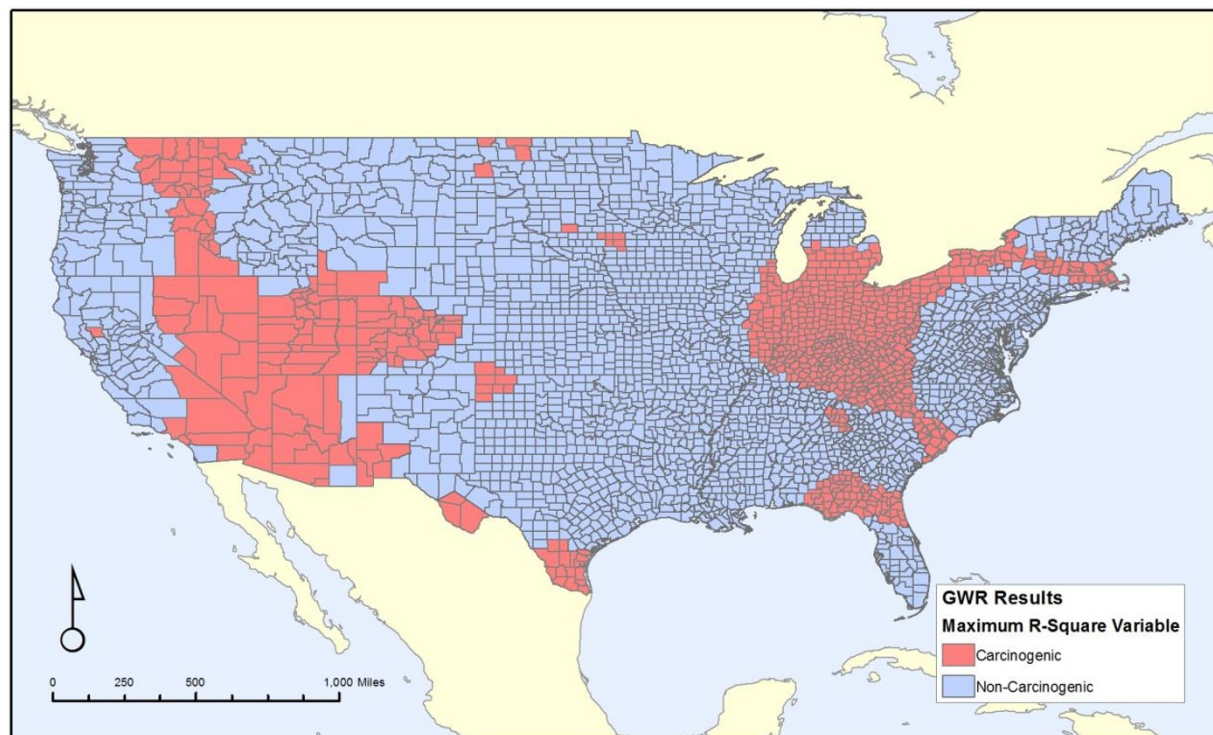 GWR Results
Maximum R-Square Variable
Carcinogenic
Non-Carcinogenic
0 250 500 1,000 Miles